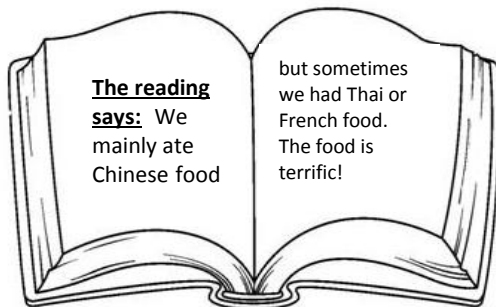 The reading
says: We
mainly ate
Chinese food
but sometimes
we had Thai or
French food.
The food is
terrific!